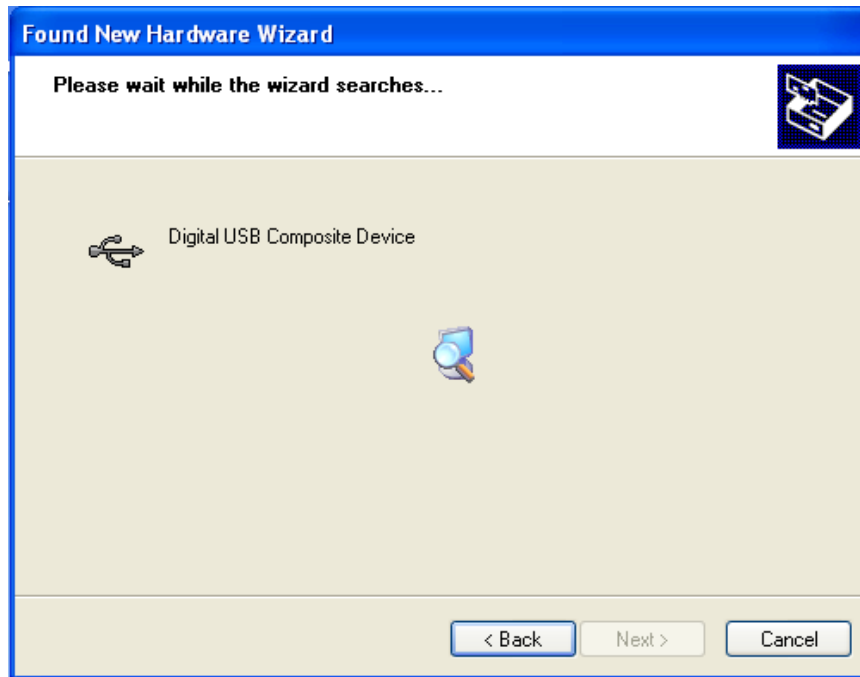 Found New Hardware Wizard
Please wait while the wizard searches...
Digital USB Composite Device
< Back Next > Cancel